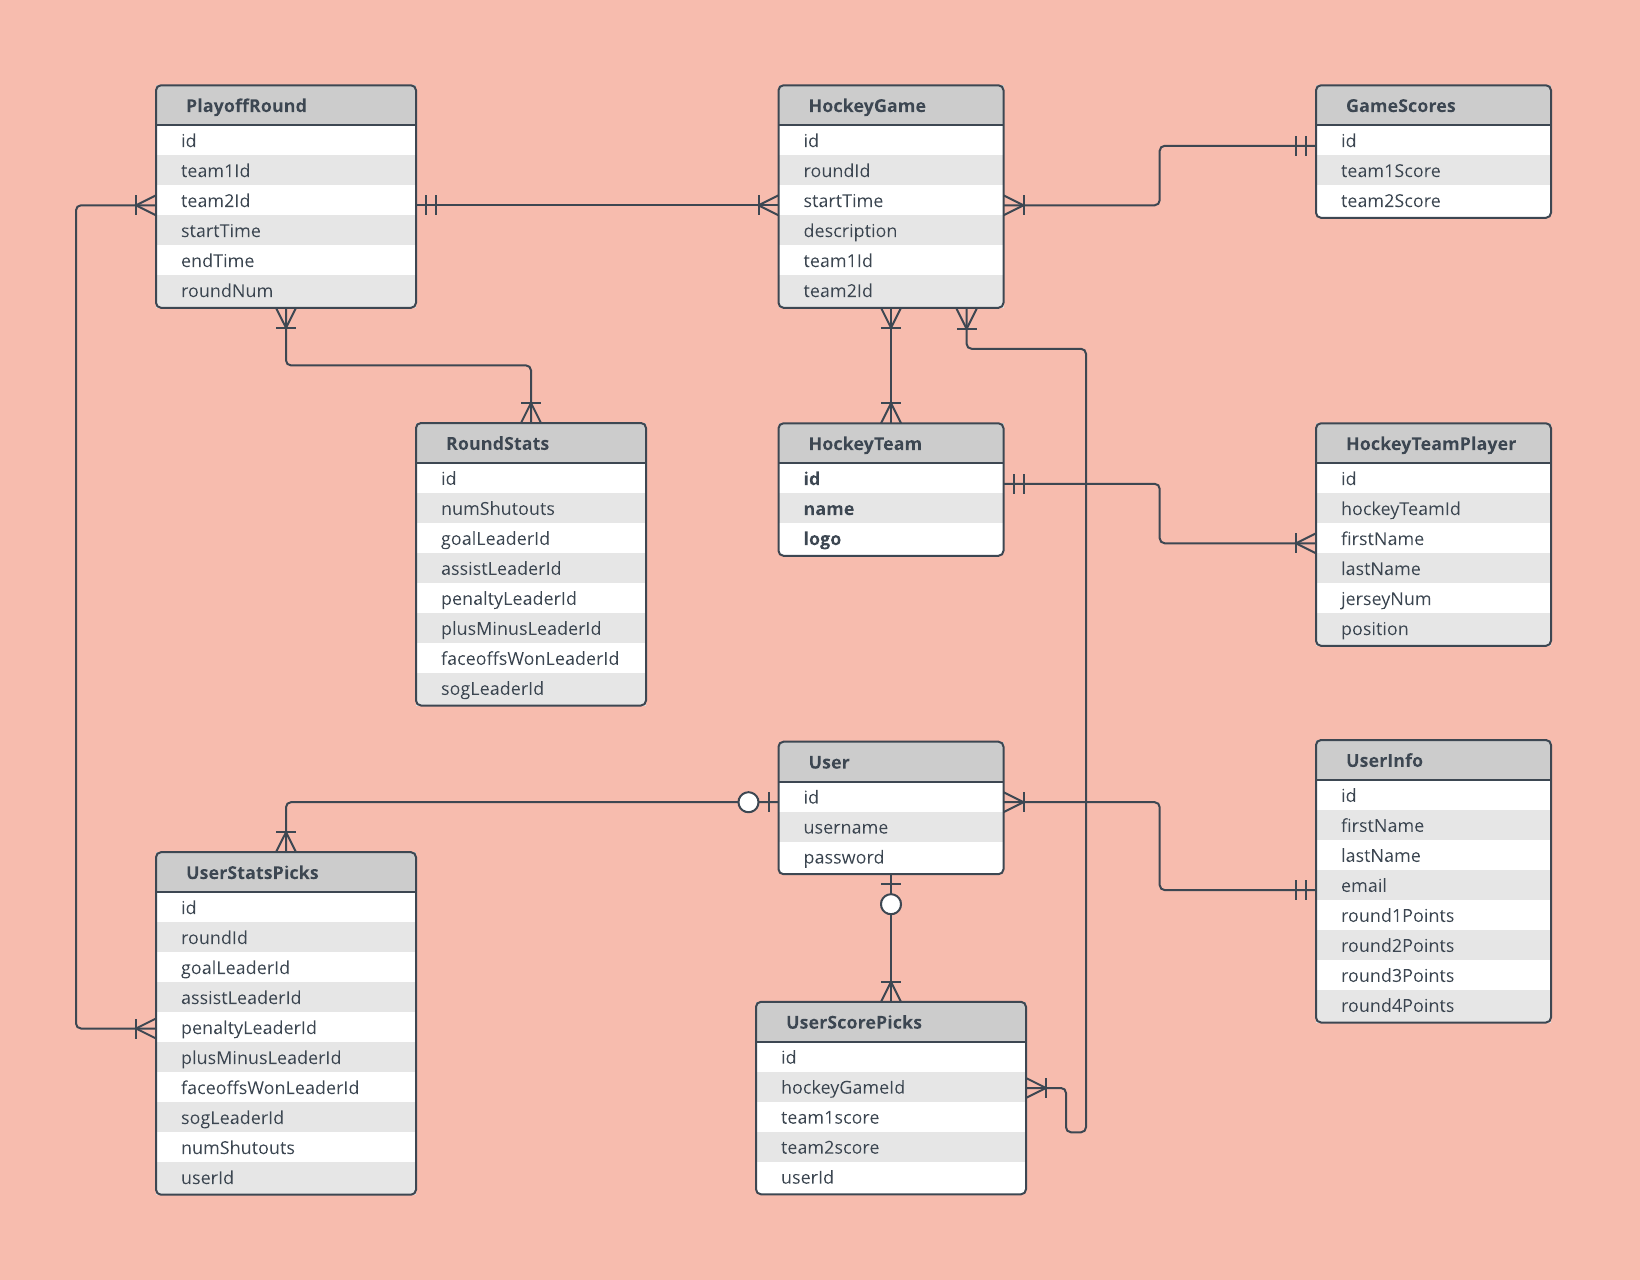 PlayoffRound
id
team1Id
team2Id
startTime
endTime
roundNum
HockeyGame
id
roundId
startTime
description
team1Id
team2Id
GameScores
id
team1Score
team2Score
RoundStats
id
numShutouts
goalLeaderId
assistLeaderId
penaltyLeaderId
plusMinusLeaderId
faceoffsWonLeaderId
sogLeaderId
HockeyTeam
id
name
logo
HockeyTeamPlayer
id
hockeyTeamId
firstName
lastName
jerseyNum
position
User
id
username
password
UserInfo
id
firstName
lastName
email
round1Points
round2Points
round3Points
round4Points
UserStatsPicks
id
roundId
goalLeaderId
assistLeaderId
penaltyLeaderId
plusMinusLeaderId
faceoffsWonLeaderId
sogLeaderId
numShutouts
userId
UserScorePicks
id
hockeyGameId
team1score
team2score
userId